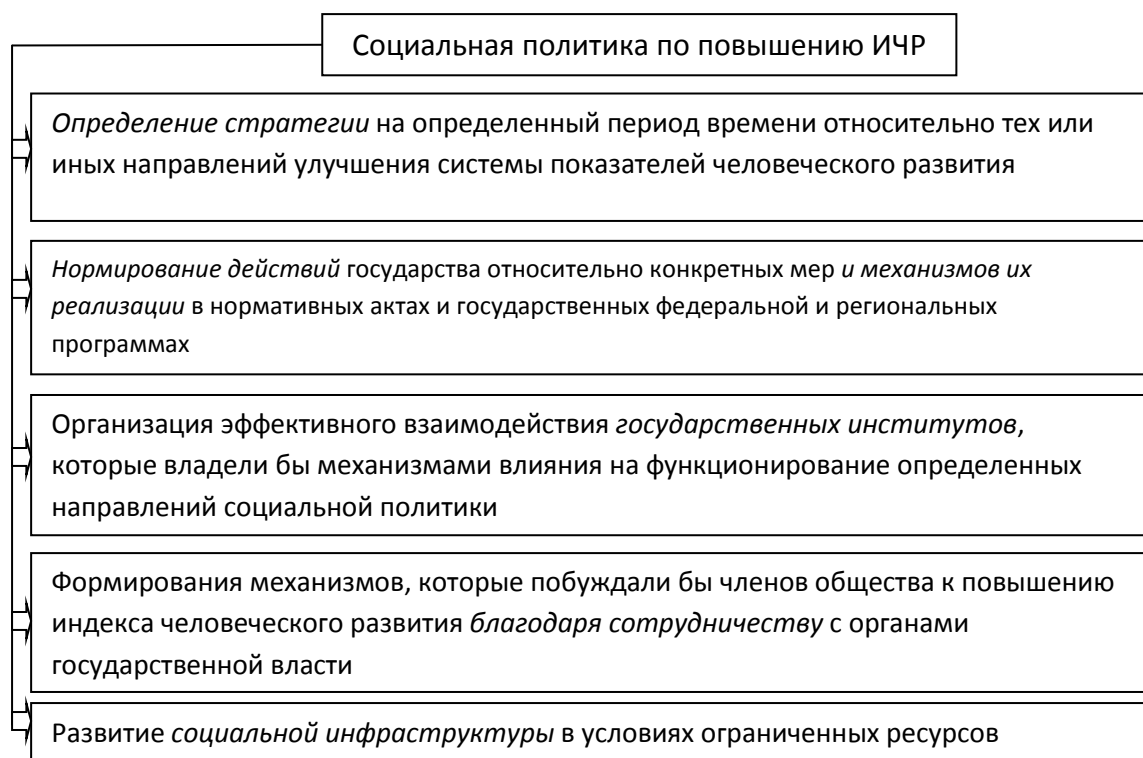 Социальная политика по повышению ИЧР
Определение стратегии на определенный период времени относительно тех или
иных направлений улучшения системы показателей человеческого развития
Нормирование действий государства относительно конкретных мер и механизмов их
реализации в нормативных актах и государственных федеральной и региональных
программах
Организация эффективного взаимодействия государственных институтов,
которые владели бы механизмами влияния на функционирование определенных
направлений социальной политики
Формирования механизмов, которые побуждали бы членов общества к повышению
индекса человеческого развития благодаря сотрудничеству с органами
государственной власти
Развитие социальной инфраструктуры в условиях ограниченных ресурсов